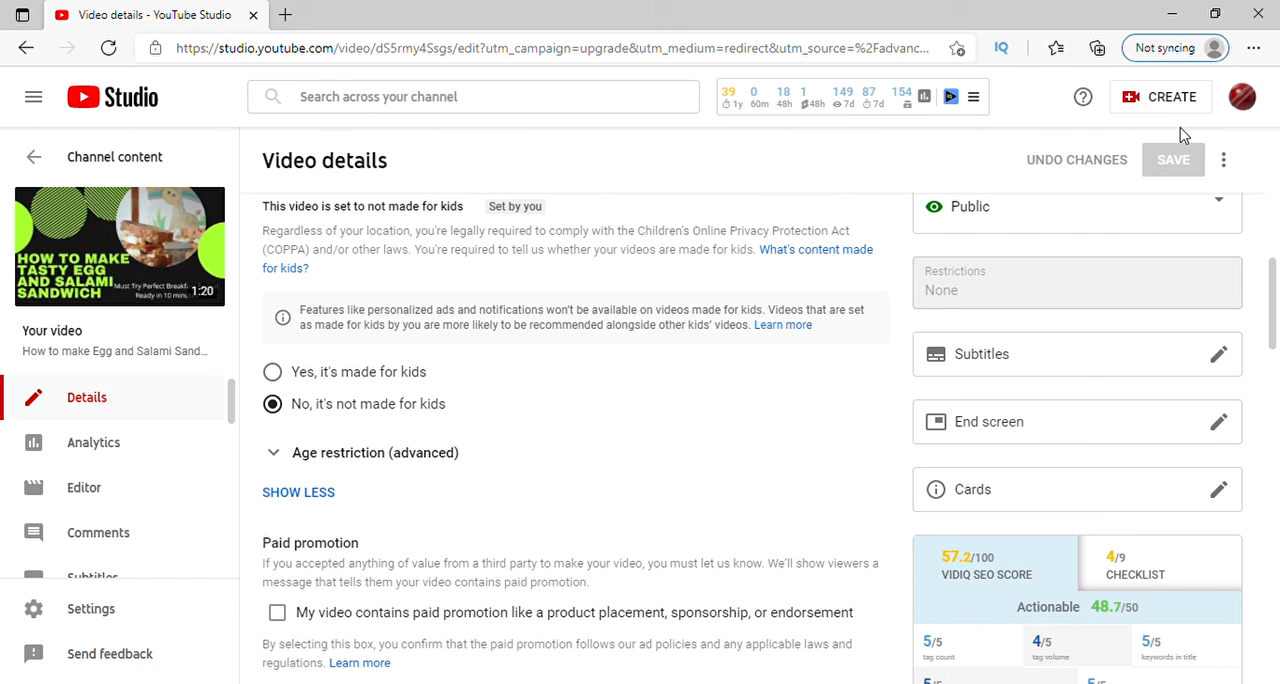 Video details - YouTube Studio
https://studio.youtube.com/video/dS5rmy4Ssgs/edit?utm_campaign=upgrade&utm_medium=redirect&utm_source=%2Fadvanc...
IQ
Not syncing
Studio
Search across your channel
39 0 18 1 149 87 154
1y 60m 48h 48h 7d 7d
CREATE
Channel content
Video details
UNDO CHANGES
SAVE
HOW TO MAKE
TASTY EGG
AND SALAMI
SANDWICH
Must Try Perfect Breakf
Ready in 10 min,
1:20
Your video
How to make Egg and Salami Sand...
Details
Analytics
Editor
Comments
Subtitles
Settings
Send feedback
This video is set to not made for kids Set by you
Regardless of your location, you're legally required to comply with the Children's Online Privacy Protection Act
(COPPA) and/or other laws. You're required to tell us whether your videos are made for kids. What's content made
for kids?
Features like personalized ads and notifications won't be available on videos made for kids. Videos that are set
as made for kids by you are more likely to be recommended alongside other kids' videos. Learn more
Yes, it's made for kids
No, it's not made for kids
Age restriction (advanced)
SHOW LESS
Paid promotion
If you accepted anything of value from a third party to make your video, you must let us know. We'll show viewers a
message that tells them your video contains paid promotion.
My video contains paid promotion like a product placement, sponsorship, or endorsement
By selecting this box, you confirm that the paid promotion follows our ad policies and any applicable laws and
regulations. Learn more
Public
Restrictions
None
Subtitles
End screen
Cards
57.2/100
VIDIQ SEO SCORE
4/9
CHECKLIST
Actionable 48.7/50
5/5
tag count
4/5
tag volume
5/5
keywords in title